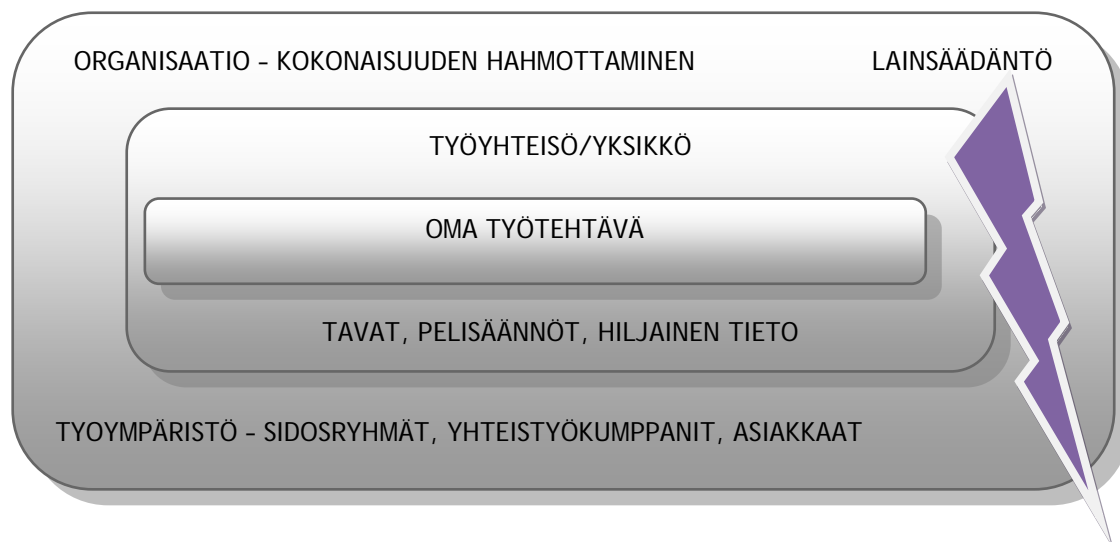 ORGANISAATIO – KOKONAISUUDEN HAHMOTTAMINEN
LAINSÄÄDÄNTÖ
TYÖYHTEISÖ/YKSIKKÖ
OMA TYÖTEHTÄVÄ
TAVAT, PELISÄÄNNÖT, HILJAINEN TIETO
TYOYMPÄRISTÖ – SIDOSRYHMÄT, YHTEISTYÖKUMPPANIT, ASIAKKAAT